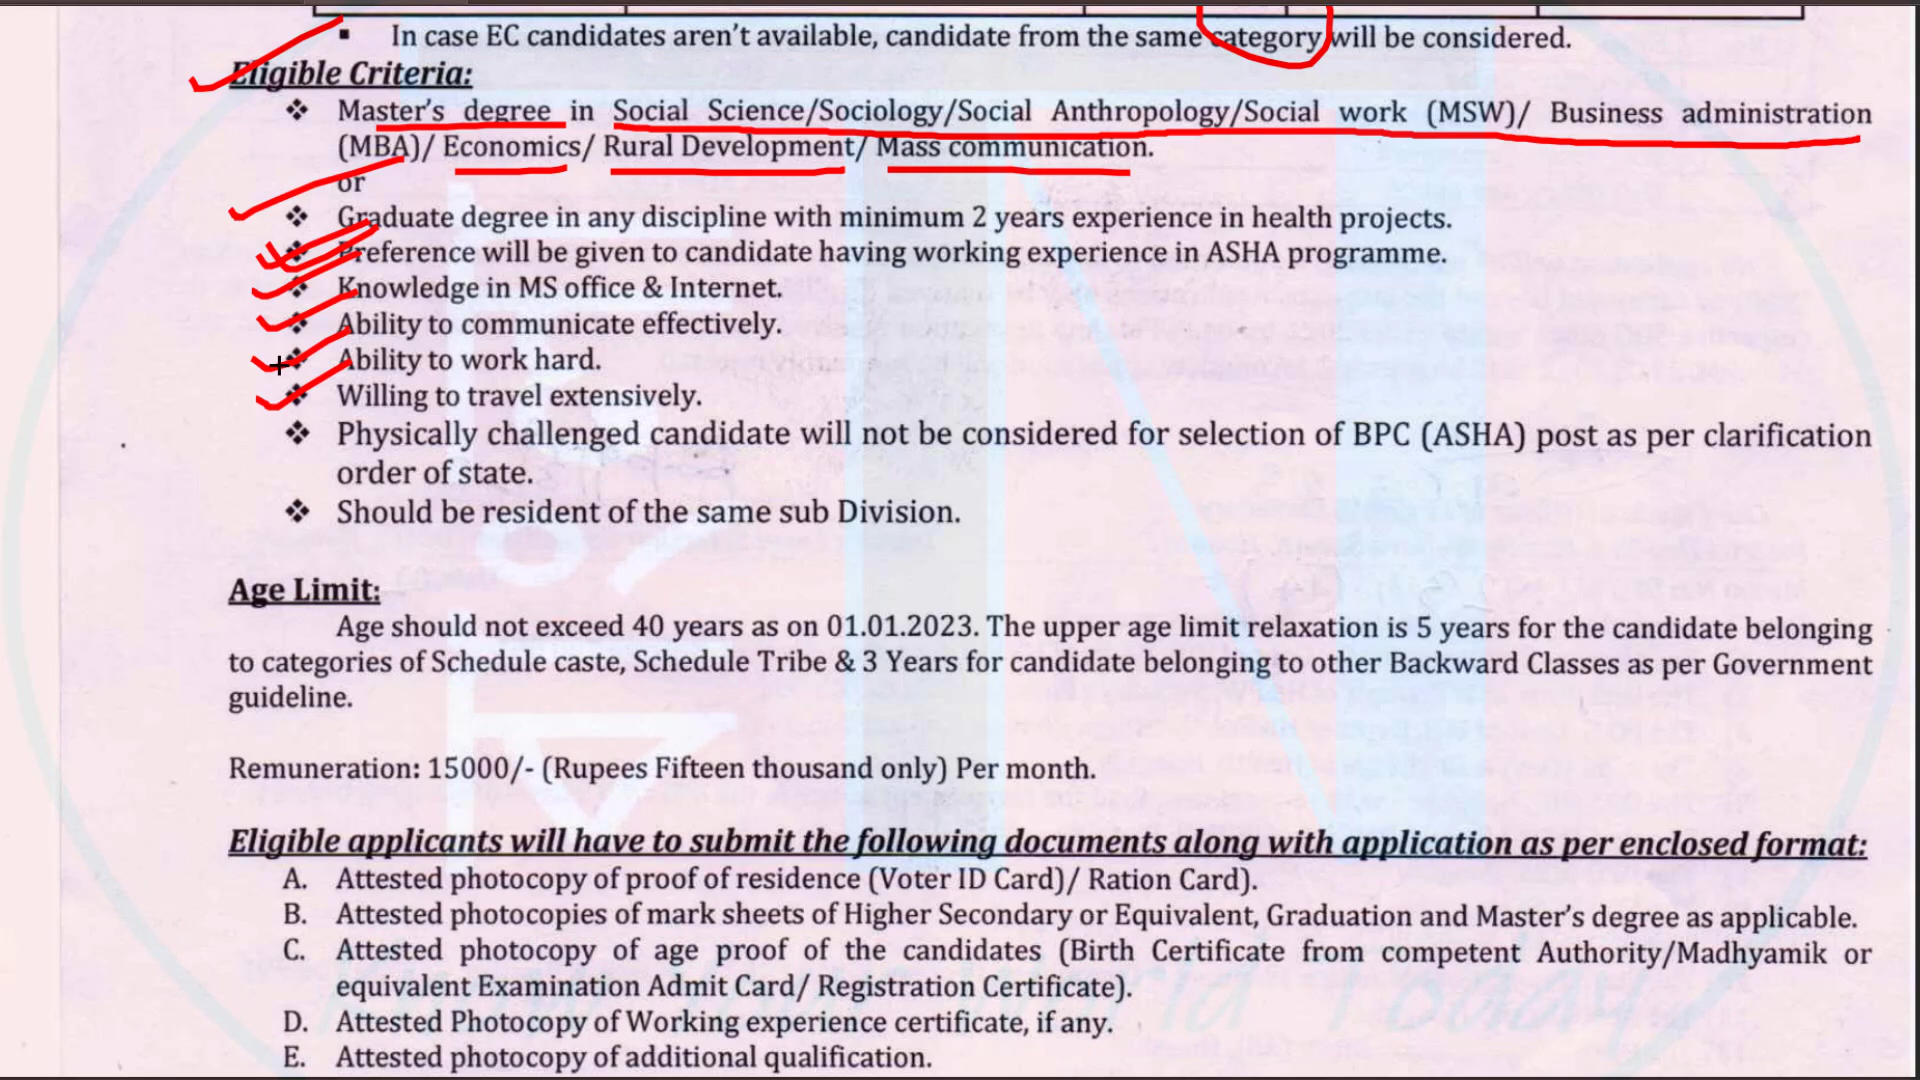 ▪ In case EC candidates aren't available, candidate from the same category will be considered.
Eligible Criteria:
❖ Master's degree in Social Science/Sociology/Social Anthropology/Social work (MSW)/ Business administration
(MBA)/ Economics/ Rural Development/ Mass communication.
or
❖ Graduate degree in any discipline with minimum 2 years experience in health projects.
❖ Preference will be given to candidate having working experience in ASHA programme.
❖ Knowledge in MS office & Internet.
❖ Ability to communicate effectively.
❖ Ability to work hard.
❖ Willing to travel extensively.
❖ Physically challenged candidate will not be considered for selection of BPC (ASHA) post as per clarification
order of state.
❖ Should be resident of the same sub Division.
Age Limit:
Age should not exceed 40 years as on 01.01.2023. The upper age limit relaxation is 5 years for the candidate belonging
to categories of Schedule caste, Schedule Tribe & 3 Years for candidate belonging to other Backward Classes as per Government
guideline.
Remuneration: 15000/- (Rupees Fifteen thousand only) Per month.
Eligible applicants will have to submit the following documents along with application as per enclosed format:
A. Attested photocopy of proof of residence (Voter ID Card)/ Ration Card).
B. Attested photocopies of mark sheets of Higher Secondary or Equivalent, Graduation and Master's degree as applicable.
C. Attested photocopy of age proof of the candidates (Birth Certificate from competent Authority/Madhyamik or
equivalent Examination Admit Card/ Registration Certificate).
D. Attested Photocopy of Working experience certificate, if any.
E. Attested photocopy of additional qualification.